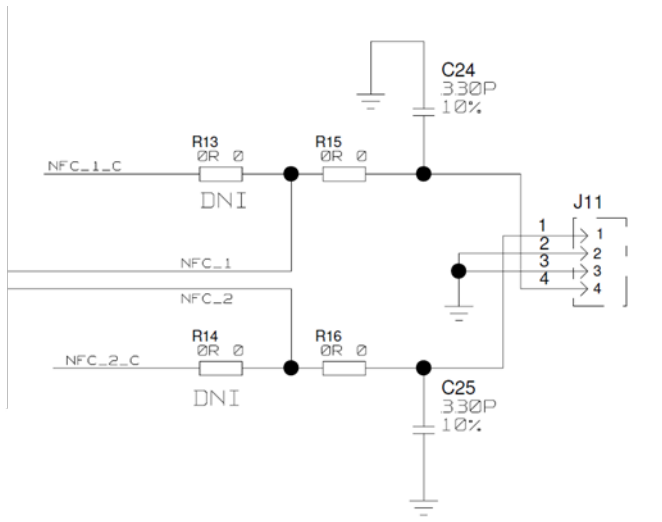 C24
330P
10%
R13
0R 0
R15
0R 0
NFC_1_C
DNI
J11
1
1
2
2
3
3
4
4
NFC_1
NFC_2
R14
0R 0
R16
0R 0
NFC_2_C
DNI
C25
330P
10%